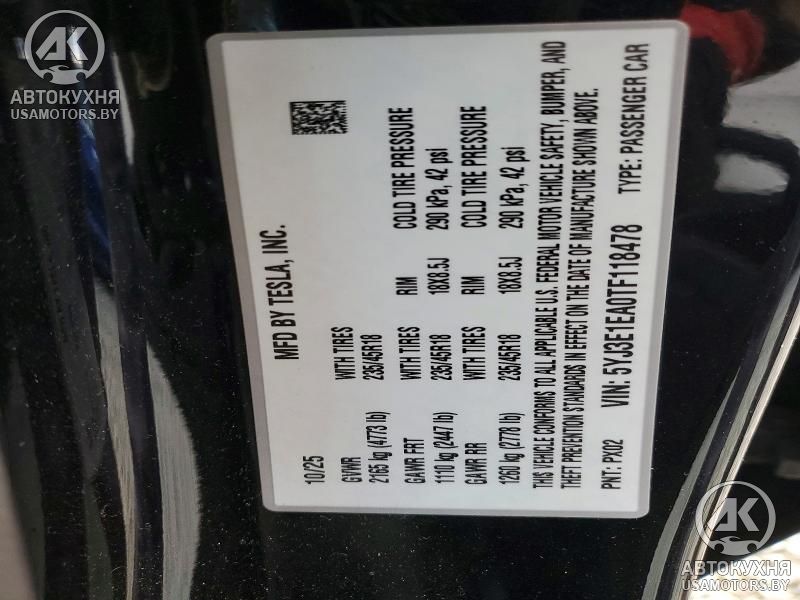 AK
АВТОКУХНЯ
USAMOTORS.BY
MFD BY TESLA, INC.
10/25
GVWR WITH TIRES RIM COLD TIRE PRESSURE
2165 kg (4773 lb) 235/45R18 18X8.5J 290 kPa, 42 psi
GAWR FRT WITH TIRES RIM COLD TIRE PRESSURE
1110 kg (2447 lb) 235/45R18 18X8.5J 290 kPa, 42 psi
GAWR RR WITH TIRES
1260 kg (2778 lb) 235/45R18
THIS VEHICLE CONFORMS TO ALL APPLICABLE U.S. FEDERAL MOTOR VEHICLE SAFETY, BUMPER, AND
THEFT PREVENTION STANDARDS IN EFFECT ON THE DATE OF MANUFACTURE SHOWN ABOVE.
PNT: PX02 VIN: 5YJ3E1EA0TF118478 TYPE: PASSENGER CAR
AK
АВТОКУХНЯ
USAMOTORS.BY